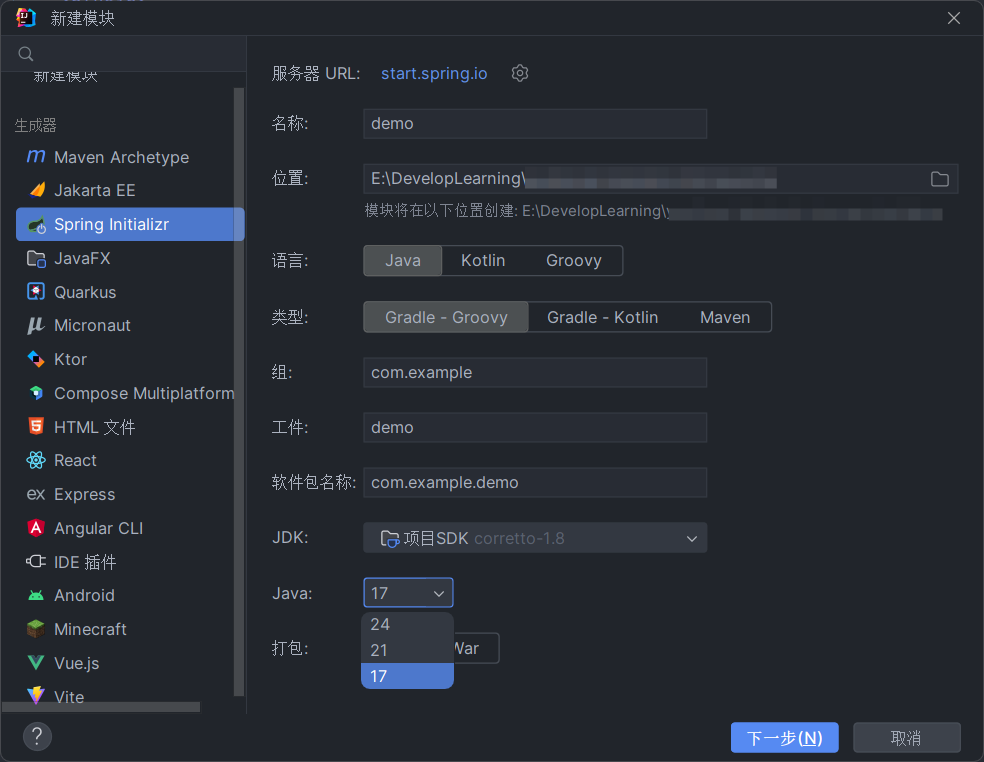 新建模块
新建模块
生成器
Maven Archetype
Jakarta EE
Spring Initializr
JavaFX
Quarkus
Micronaut
Ktor
Compose Multiplatform
HTML 文件
React
Express
Angular CLI
IDE 插件
Android
Minecraft
Vue.js
Vite
服务器 URL: start.spring.io
名称: demo
位置: E:\DevelopLearning\
模块将在以下位置创建: E:\DevelopLearning\
语言: Java Kotlin Groovy
类型: Gradle - Groovy Gradle - Kotlin Maven
组: com.example
工件: demo
软件包名称: com.example.demo
JDK: 项目SDK corretto-1.8
Java: 17
24
21
17
打包: War
?
下一步(N) 取消